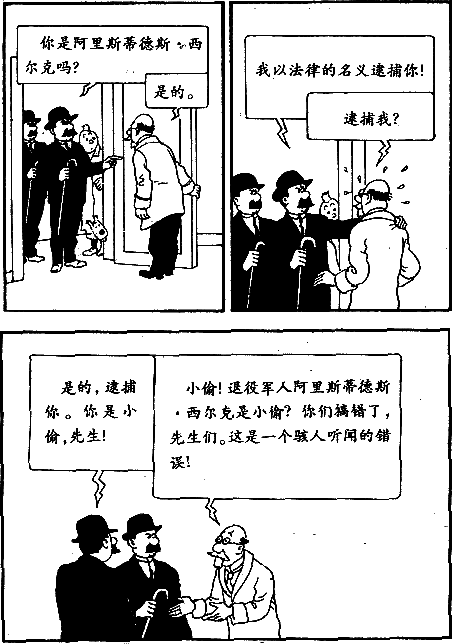 你是阿里斯蒂德斯·西
尔克吗?
是的。
我以法律的名义逮捕你!
逮捕我?
是的,逮捕
你。你是小
偷,先生!
小偷!退役军人阿里斯蒂德斯
·西尔克是小偷?你们搞错了,
先生们。这是一个骇人听闻的错
误!